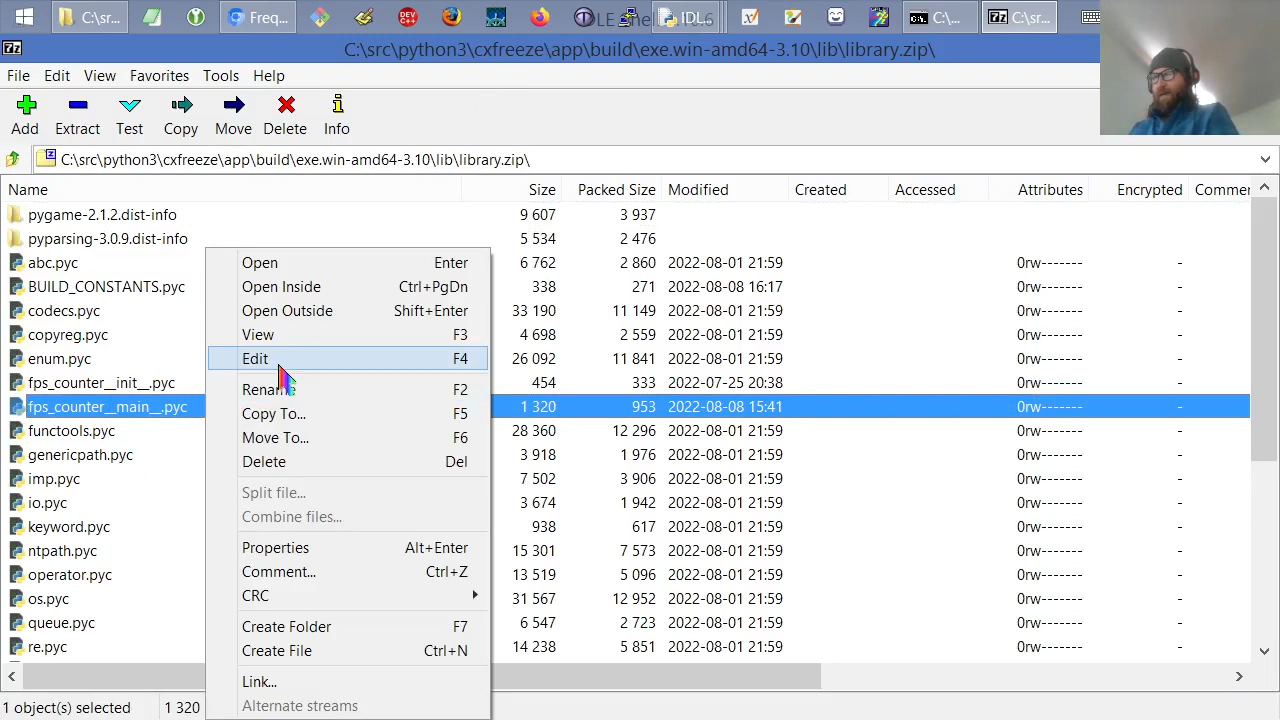 C:\sr...
Freq...
DEV C++
IDLE Shell 3.10.6
IDL...
C:\...
C:\sr...
7z
C:\src\python3\cxfreeze\app\build\exe.win-amd64-3.10\lib\library.zip\
File Edit View Favorites Tools Help
Add Extract Test Copy Move Delete Info
C:\src\python3\cxfreeze\app\build\exe.win-amd64-3.10\lib\library.zip\
Name Size Packed Size Modified Created Accessed Attributes Encrypted Commer
pygame-2.1.2.dist-info 9 607 3 937
pyparsing-3.0.9.dist-info 5 534 2 476
abc.pyc 6 762 2 860 2022-08-01 21:59 0rw------- -
BUILD_CONSTANTS.pyc 338 271 2022-08-08 16:17 0rw------- -
codecs.pyc 33 190 11 149 2022-08-01 21:59 0rw------- -
copyreg.pyc 4 698 2 559 2022-08-01 21:59 0rw------- -
enum.pyc 26 092 11 841 2022-08-01 21:59 0rw------- -
fps_counter__init__.pyc 454 333 2022-07-25 20:38 0rw------- -
fps_counter__main__.pyc 1 320 953 2022-08-08 15:41 0rw------- -
functools.pyc 28 360 12 296 2022-08-01 21:59 0rw------- -
genericpath.pyc 3 918 1 976 2022-08-01 21:59 0rw------- -
imp.pyc 7 502 3 906 2022-08-01 21:59 0rw------- -
io.pyc 3 674 1 942 2022-08-01 21:59 0rw------- -
keyword.pyc 938 617 2022-08-01 21:59 0rw------- -
ntpath.pyc 15 301 7 573 2022-08-01 21:59 0rw------- -
operator.pyc 13 519 5 096 2022-08-01 21:59 0rw------- -
os.pyc 31 567 12 952 2022-08-01 21:59 0rw------- -
queue.pyc 6 547 2 723 2022-08-01 21:59 0rw------- -
re.pyc 14 238 5 851 2022-08-01 21:59 0rw------- -
Open Enter
Open Inside Ctrl+PgDn
Open Outside Shift+Enter
View F3
Edit F4
Rename F2
Copy To... F5
Move To... F6
Delete Del
Split file...
Combine files...
Properties Alt+Enter
Comment... Ctrl+Z
CRC
Create Folder F7
Create File Ctrl+N
Link...
Alternate streams
1 object(s) selected 1 320